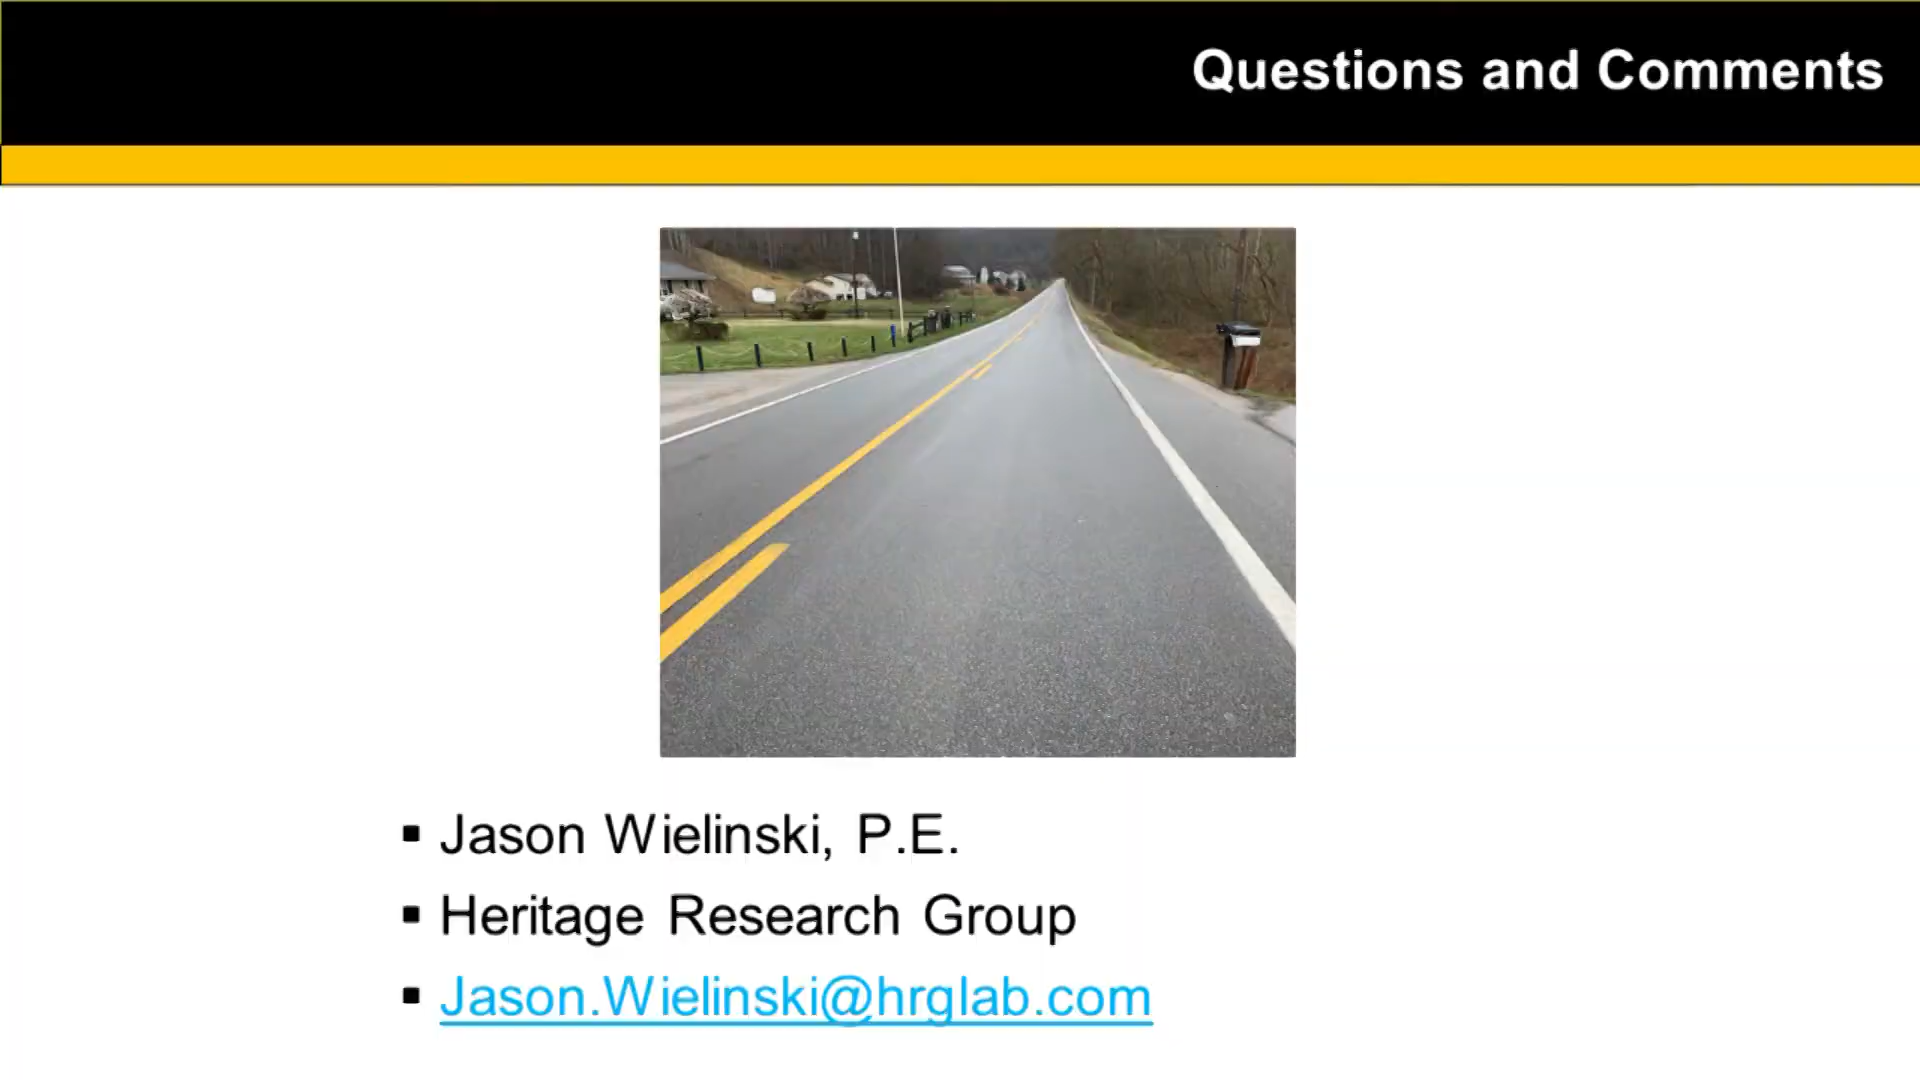 Questions and Comments
Jason Wielinski, P.E.
Heritage Research Group
Jason.Wielinski@hrglab.com